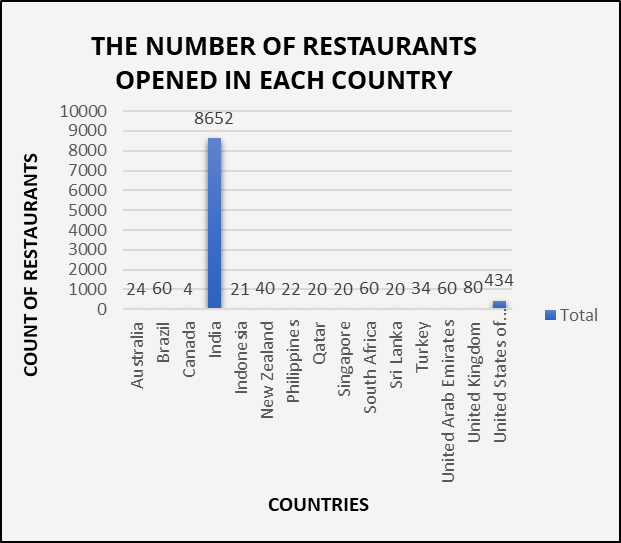 THE NUMBER OF RESTAURANTS
OPENED IN EACH COUNTRY
COUNT OF RESTAURANTS
10000
9000
8000
7000
6000
5000
4000
3000
2000
1000
0
24 60 4 8652 21 40 22 20 20 60 20 34 60 80 434
Australia
Brazil
Canada
India
Indonesia
New Zealand
Philippines
Qatar
Singapore
South Africa
Sri Lanka
Turkey
United Arab Emirates
United Kingdom
United States of...
Total
COUNTRIES